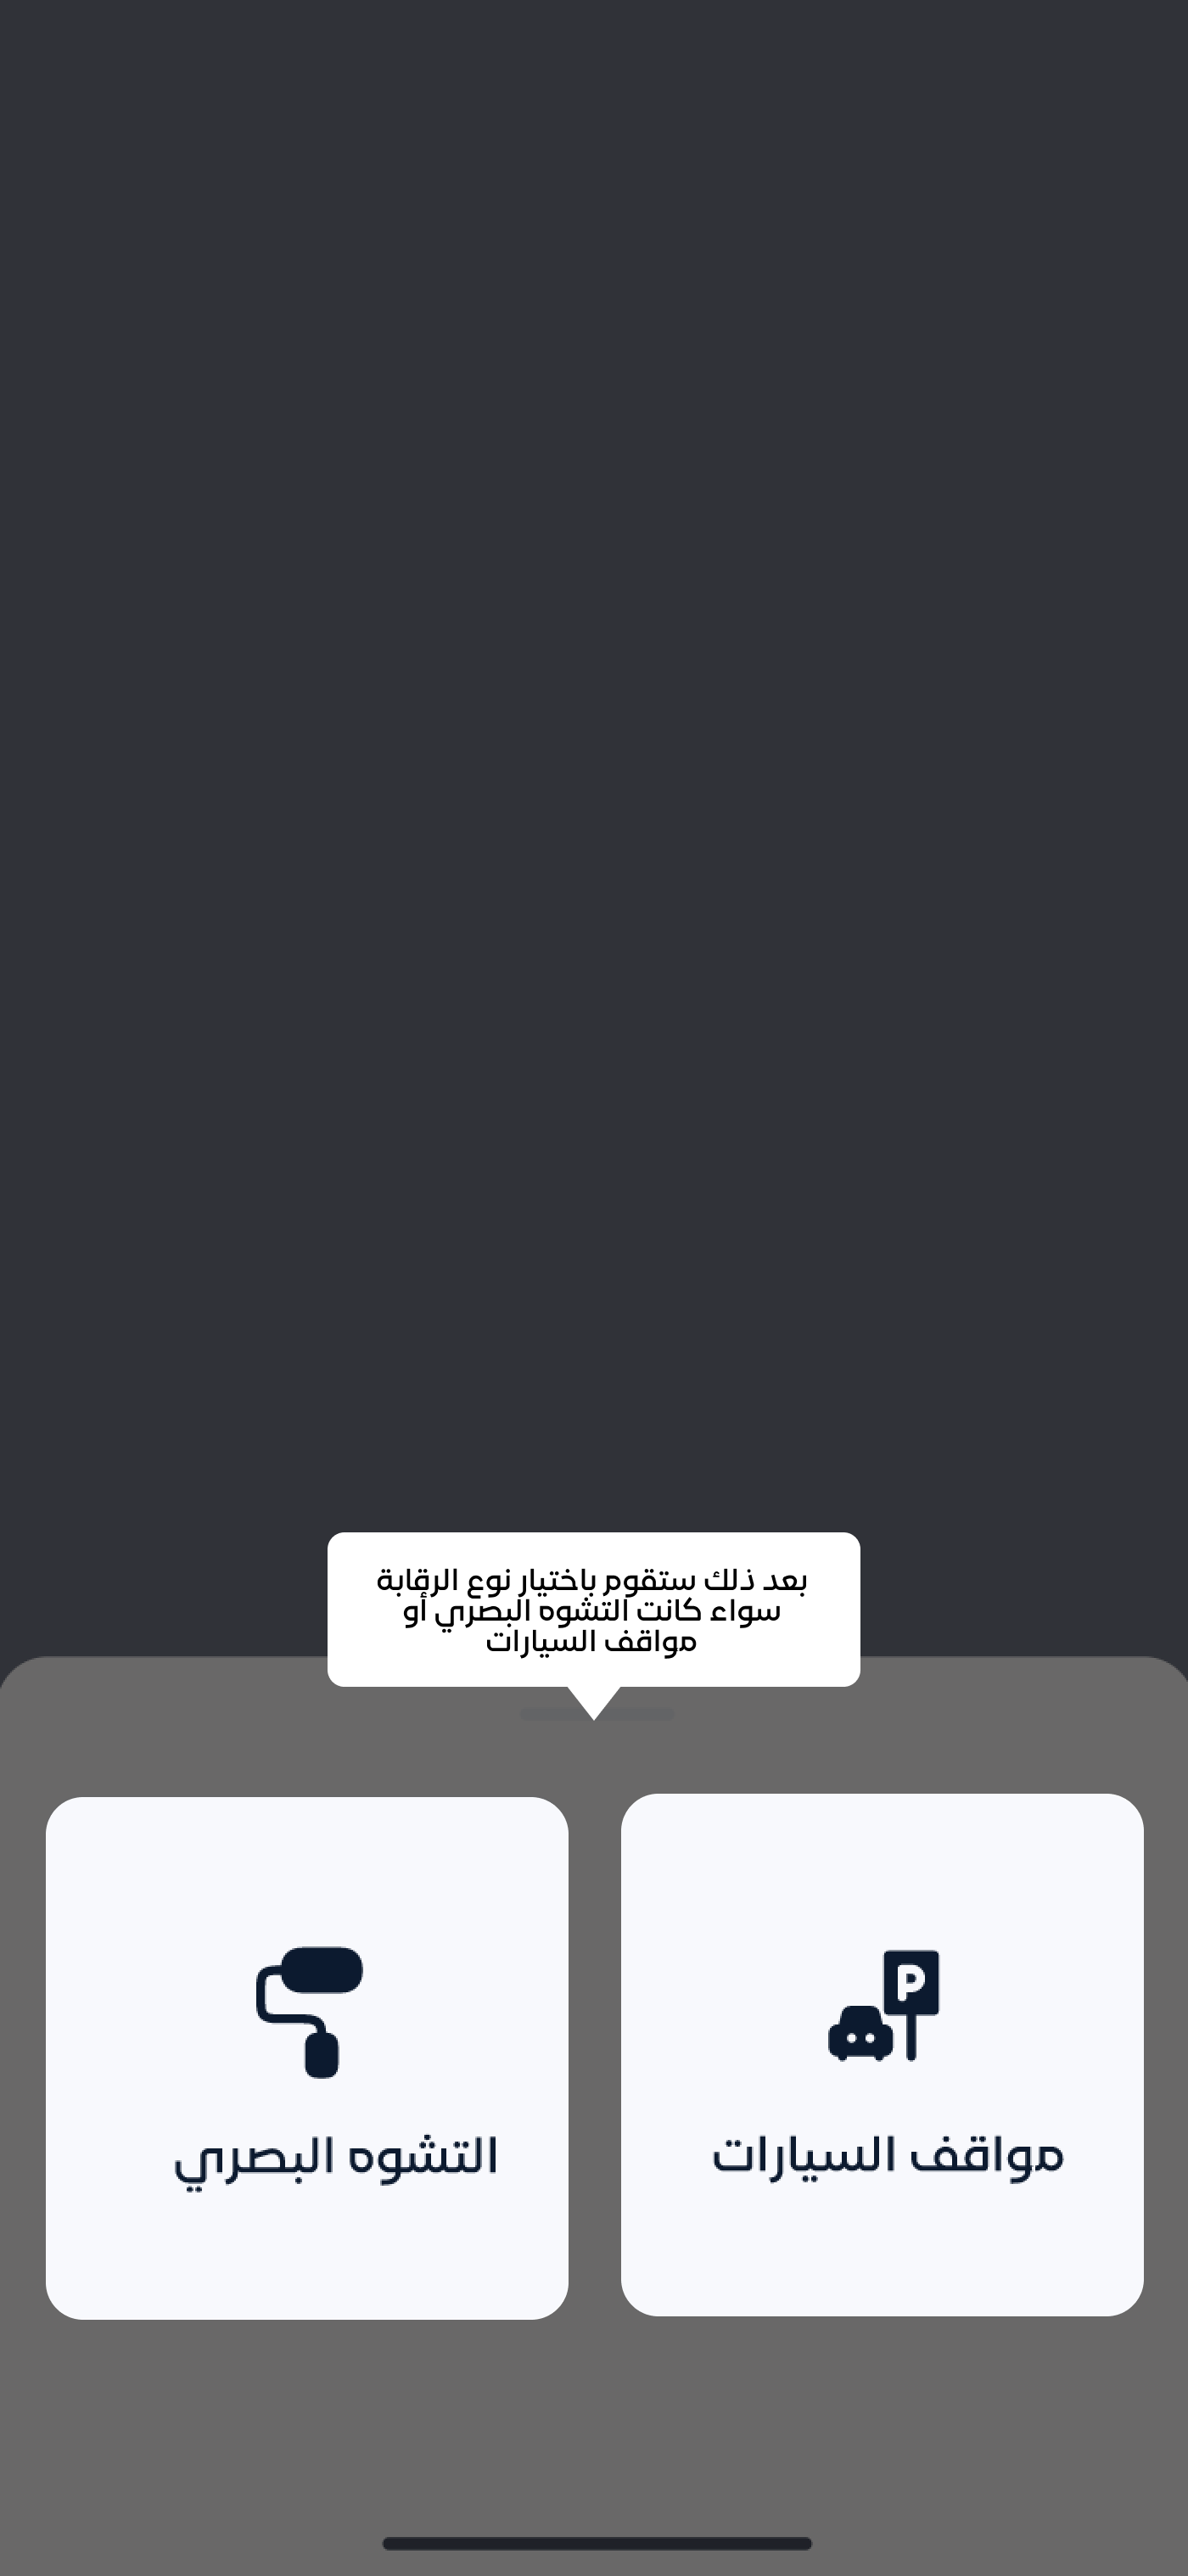 بعد ذلك ستقوم باختيار نوع الرقابة
سواء كانت التشوه البصري أو
مواقف السيارات
P
مواقف السيارات
التشوه البصري